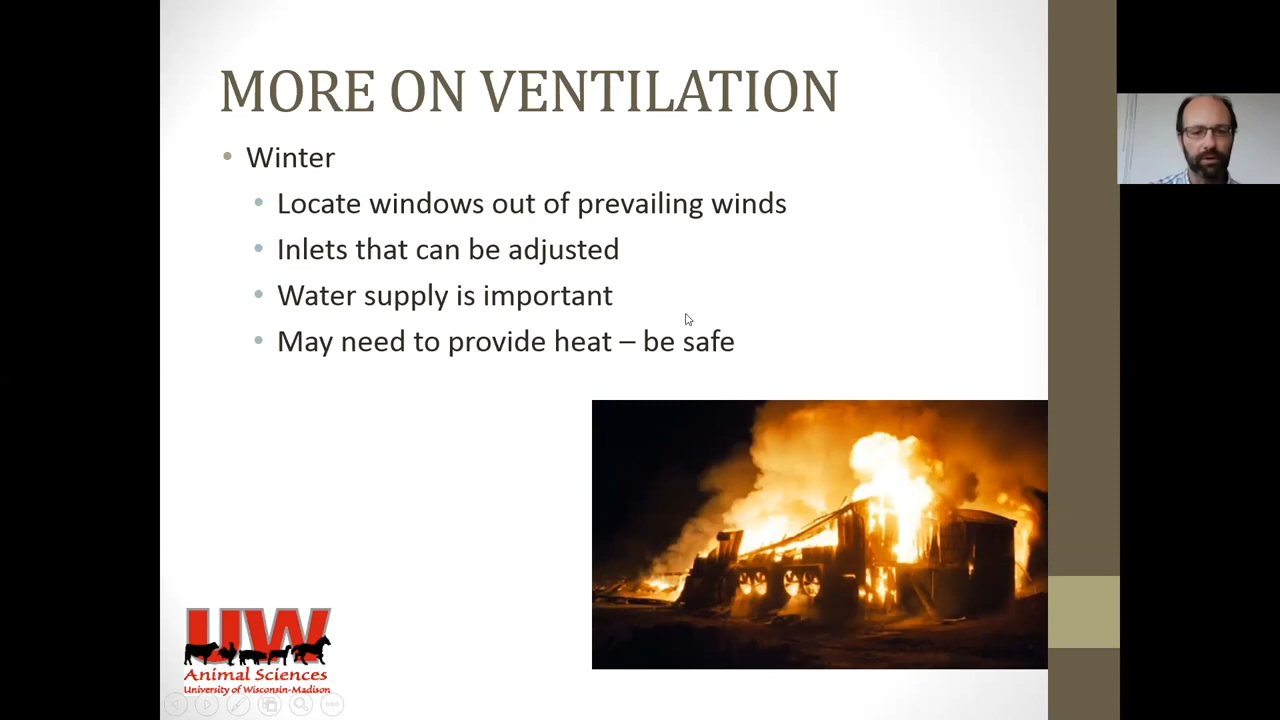 MORE ON VENTILATION
• Winter
• Locate windows out of prevailing winds
• Inlets that can be adjusted
• Water supply is important
• May need to provide heat – be safe
UW
Animal Sciences
University of Wisconsin-Madison